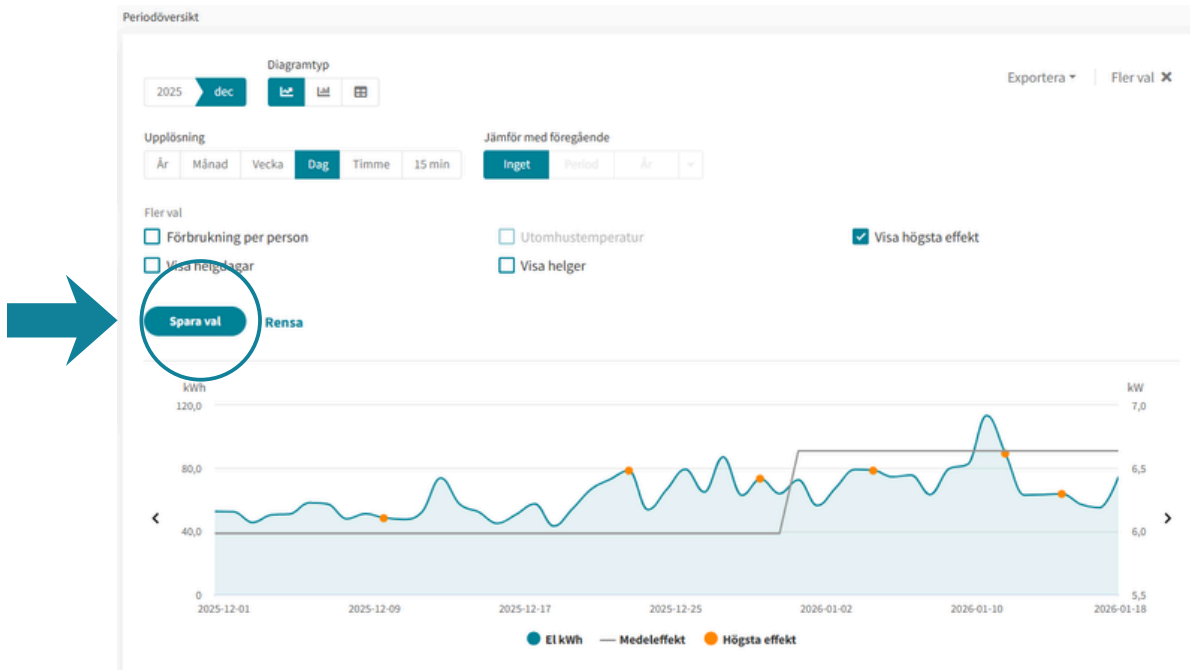 Periodöversikt
Diagramtyp
2025 dec
Exportera Fler val
Upplösning Jämför med föregående
År Månad Vecka Dag Timme 15 min Inget Period År
Fler val
Förbrukning per person Utomhustemperatur Visa högsta effekt
Visa helgdagar Visa helger
Spara val Rensa
kWh kW
120,0 7,0
80,0 6,5
40,0 6,0
0 5,5
2025-12-01 2025-12-09 2025-12-17 2025-12-25 2026-01-02 2026-01-10 2026-01-18
El kWh Medeleffekt Högsta effekt